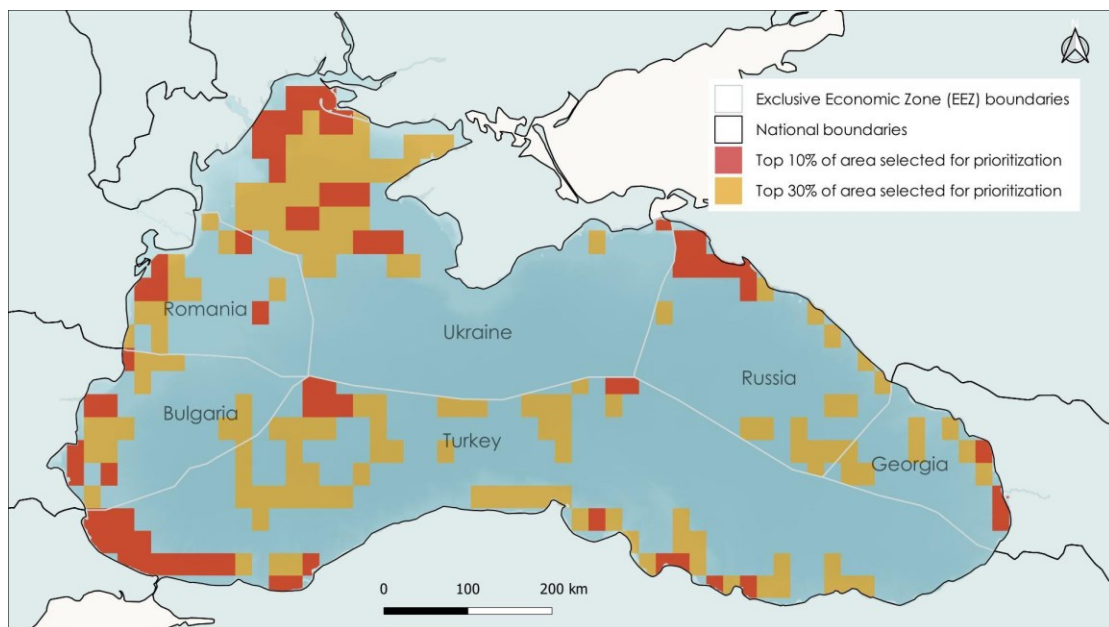 N
Exclusive Economic Zone (EEZ) boundaries
National boundaries
Top 10% of area selected for prioritization
Top 30% of area selected for prioritization
Romania
Ukraine
Russia
Bulgaria
Turkey
Georgia
0 100 200 km